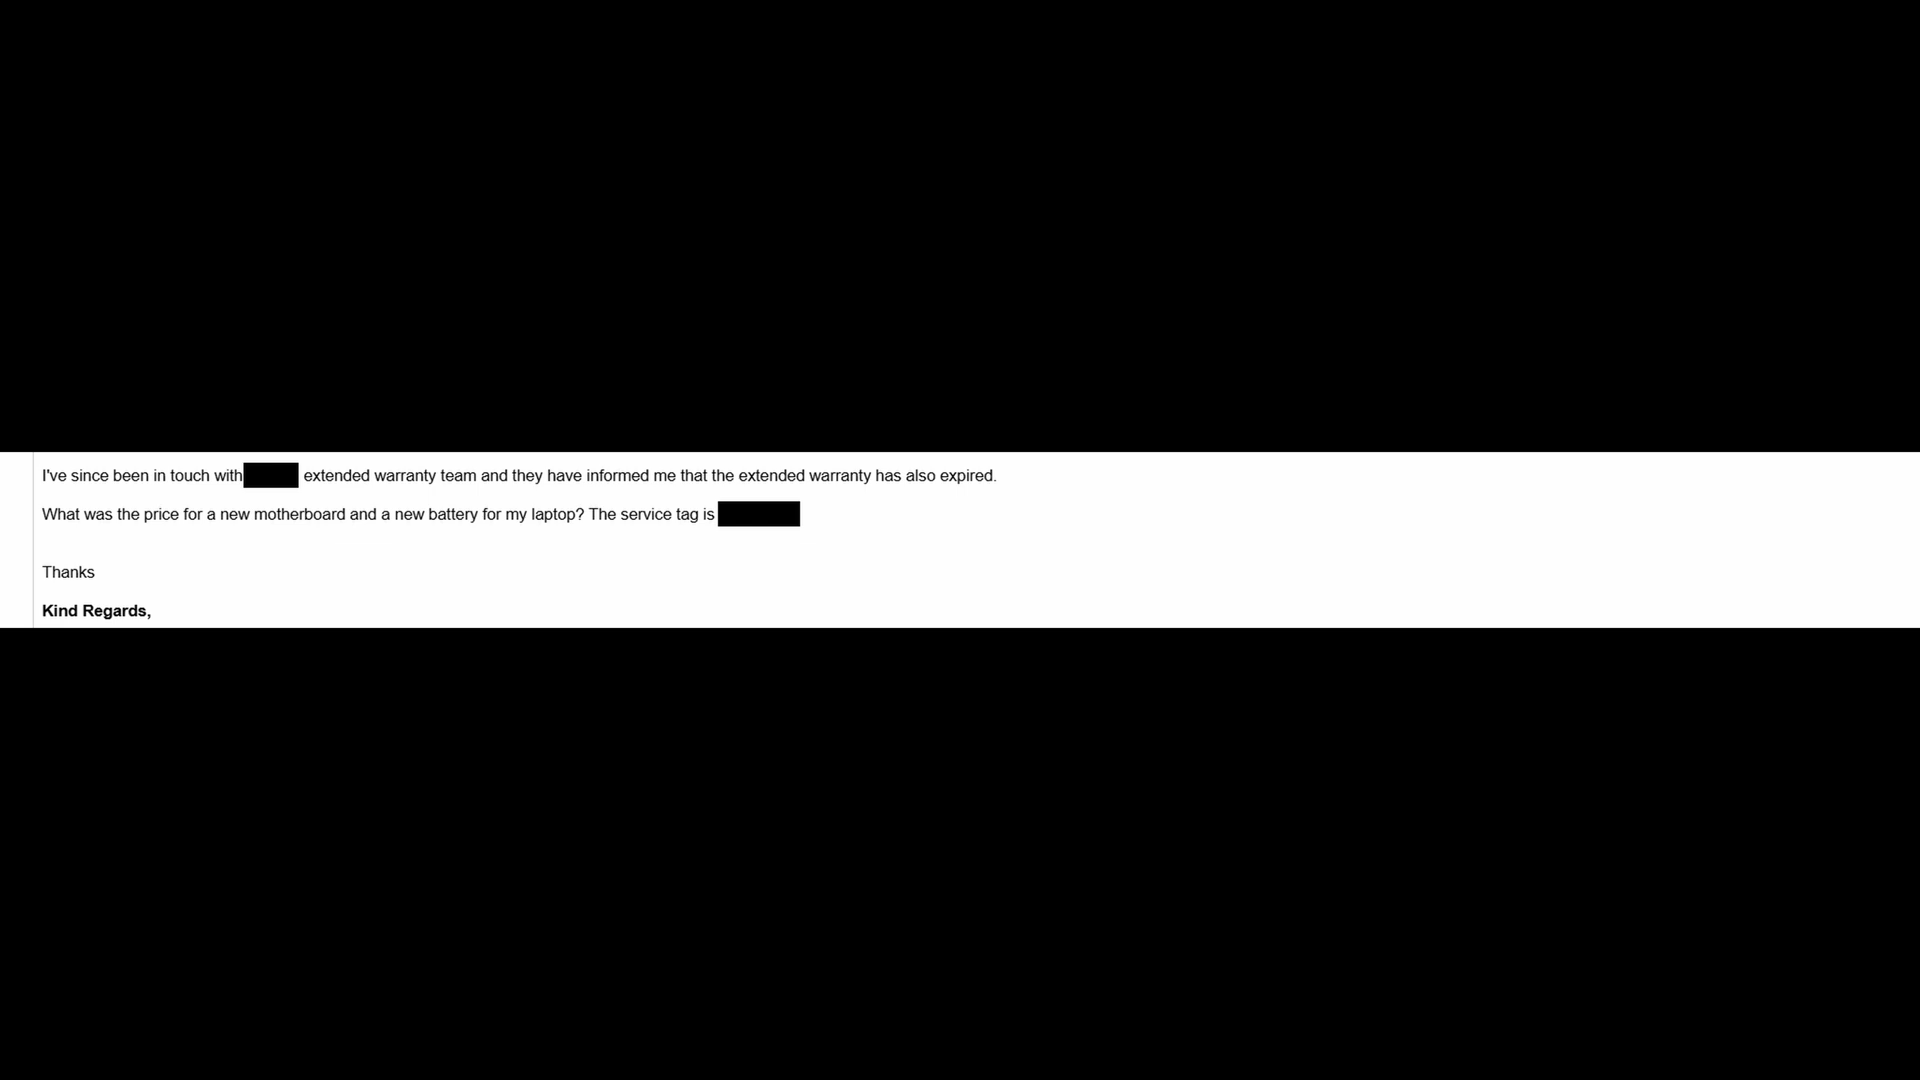 I've since been in touch with extended warranty team and they have informed me that the extended warranty has also expired.
What was the price for a new motherboard and a new battery for my laptop? The service tag is
Thanks
Kind Regards,